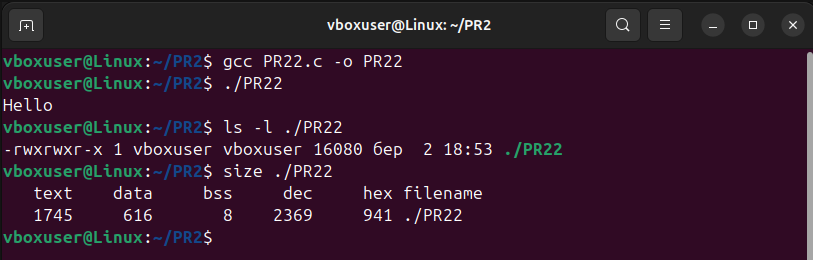 vboxuser@Linux: ~/PR2
vboxuser@Linux:~/PR2$ gcc PR22.c -o PR22
vboxuser@Linux:~/PR2$ ./PR22
Hello
vboxuser@Linux:~/PR2$ ls -l ./PR22
-rwxrwxr-x 1 vboxuser vboxuser 16080 бер  2 18:53 ./PR22
vboxuser@Linux:~/PR2$ size ./PR22
   text    data     bss     dec     hex filename
   1745     616       8    2369     941 ./PR22
vboxuser@Linux:~/PR2$